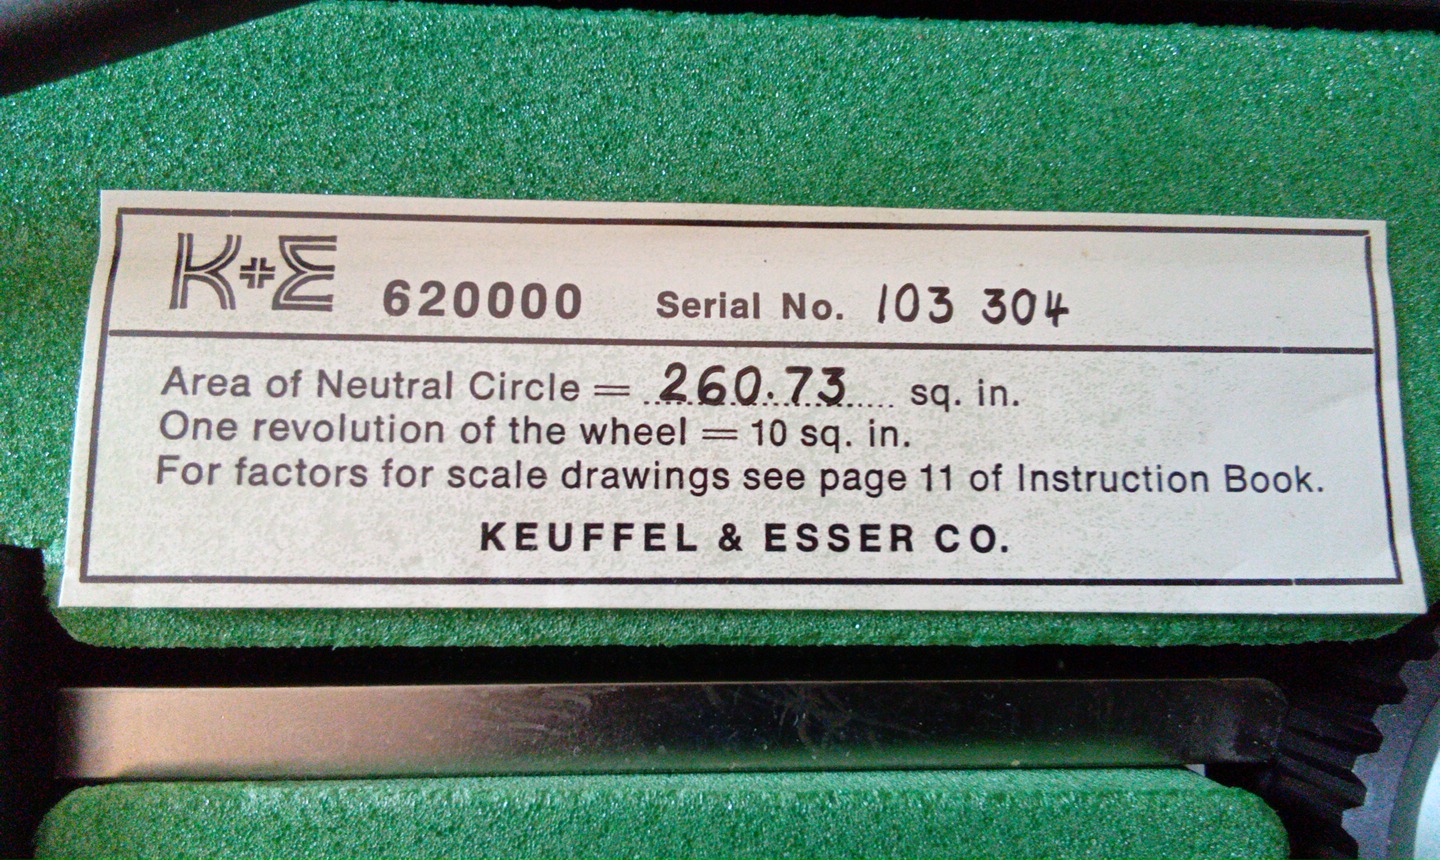 K+E 620000 Serial No. 103 304
Area of Neutral Circle = 260.73 sq. in.
One revolution of the wheel = 10 sq. in.
For factors for scale drawings see page 11 of Instruction Book.
KEUFFEL & ESSER CO.